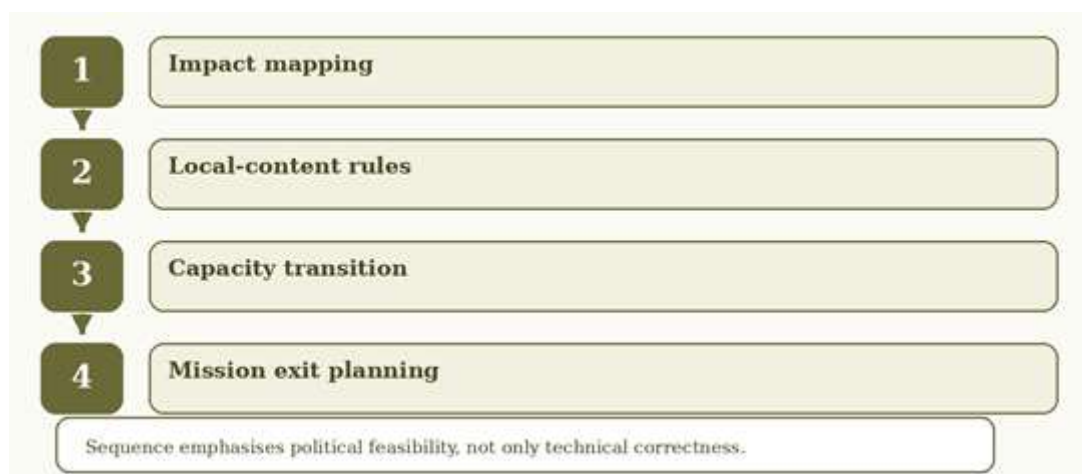 1
Impact mapping
2
Local-content rules
3
Capacity transition
4
Mission exit planning
Sequence emphasises political feasibility, not only technical correctness.